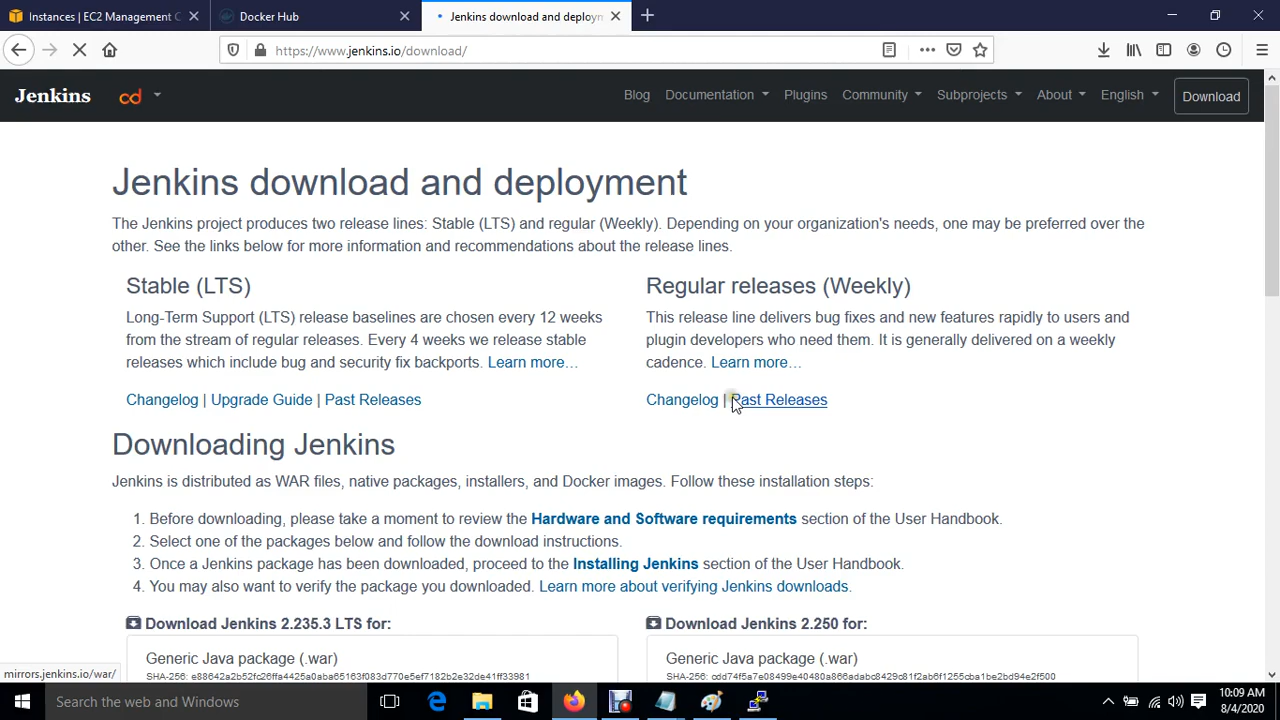 Instances | EC2 Management C
Docker Hub
Jenkins download and deploym
https://www.jenkins.io/download/
Jenkins
cd
Blog
Documentation
Plugins
Community
Subprojects
About
English
Download
Jenkins download and deployment
The Jenkins project produces two release lines: Stable (LTS) and regular (Weekly). Depending on your organization's needs, one may be preferred over the
other. See the links below for more information and recommendations about the release lines.
Stable (LTS)
Long-Term Support (LTS) release baselines are chosen every 12 weeks
from the stream of regular releases. Every 4 weeks we release stable
releases which include bug and security fix backports. Learn more…
Changelog | Upgrade Guide | Past Releases
Regular releases (Weekly)
This release line delivers bug fixes and new features rapidly to users and
plugin developers who need them. It is generally delivered on a weekly
cadence. Learn more…
Changelog | Past Releases
Downloading Jenkins
Jenkins is distributed as WAR files, native packages, installers, and Docker images. Follow these installation steps:
1. Before downloading, please take a moment to review the Hardware and Software requirements section of the User Handbook.
2. Select one of the packages below and follow the download instructions.
3. Once a Jenkins package has been downloaded, proceed to the Installing Jenkins section of the User Handbook.
4. You may also want to verify the package you downloaded. Learn more about verifying Jenkins downloads.
Download Jenkins 2.235.3 LTS for:
Generic Java package (.war)
SHA-256: e88642a2b52fc26ffa4425a0aba65163f083d770e5ef7182b2e32de41ff33981
Download Jenkins 2.250 for:
Generic Java package (.war)
SHA-256:
mirrors.jenkins.io/war/
Search the web and Windows
10:09 AM
8/4/2020